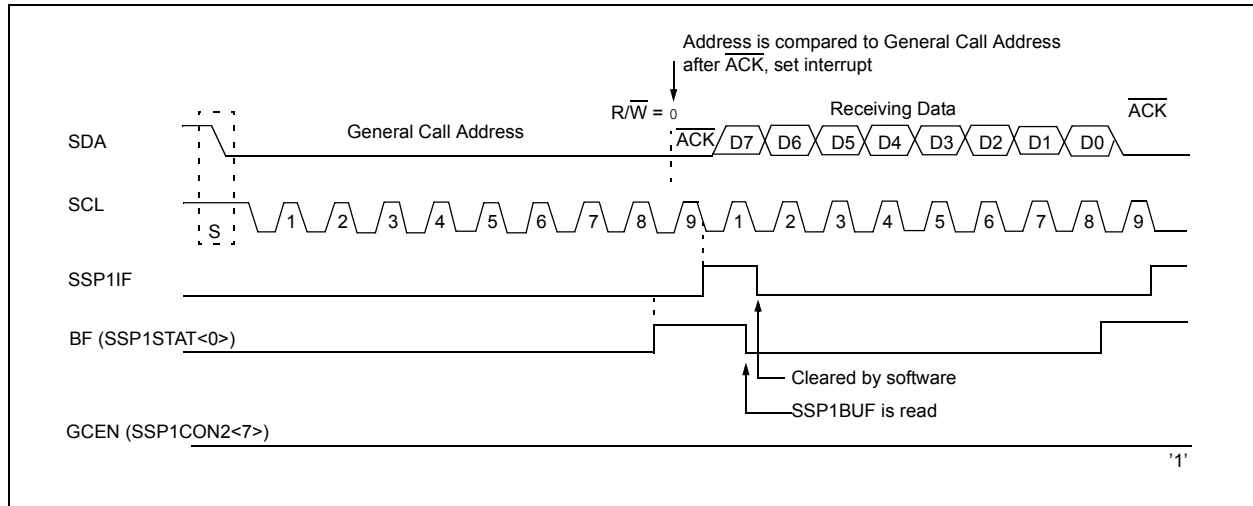 Address is compared to General Call Address
after ACK, set interrupt
R/W = 0
Receiving Data
ACK
SDA
General Call Address
ACK D7 D6 D5 D4 D3 D2 D1 D0
SCL
S
1 2 3 4 5 6 7 8 9 1 2 3 4 5 6 7 8 9
SSP1IF
BF (SSP1STAT<0>)
Cleared by software
SSP1BUF is read
GCEN (SSP1CON2<7>)
'1'